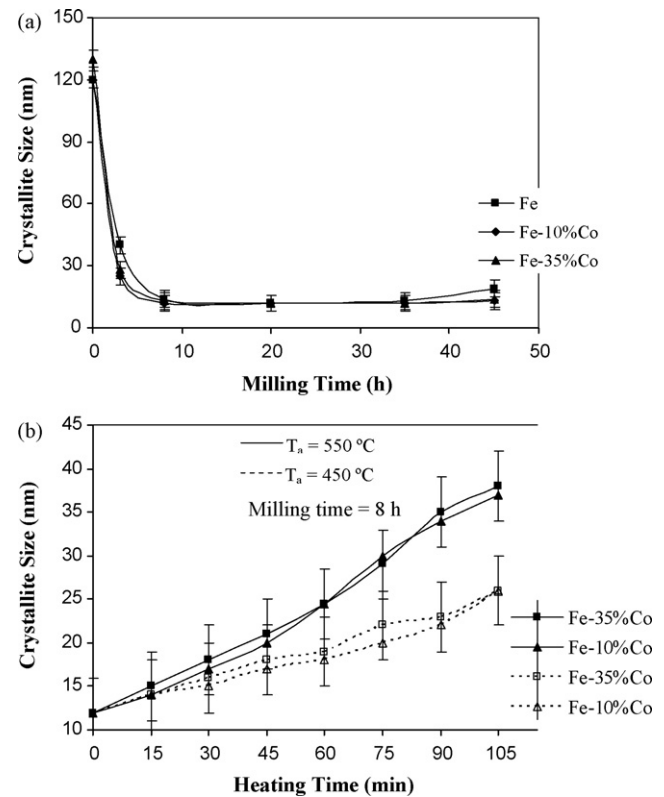 (a)
150
120
90
60
30
0
Crystallite Size (nm)
0 10 20 30 40 50
Milling Time (h)
Fe
Fe-10%Co
Fe-35%Co
(b)
45
40
35
30
25
20
15
10
Crystallite Size (nm)
Ta = 550 ºC
Ta = 450 ºC
Milling time = 8 h
0 15 30 45 60 75 90 105
Heating Time (min)
Fe-35%Co
Fe-10%Co
Fe-35%Co
Fe-10%Co